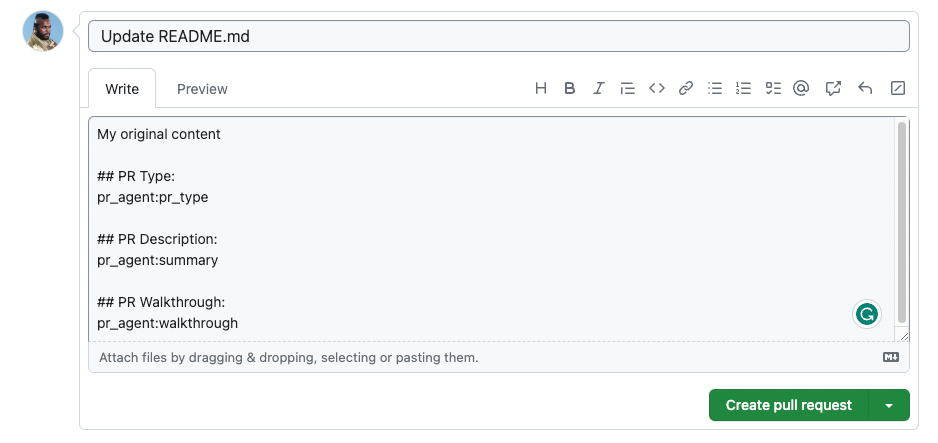 Update README.md
Write Preview
My original content
## PR Type:
pr_agent:pr_type
## PR Description:
pr_agent:summary
## PR Walkthrough:
pr_agent:walkthrough
Attach files by dragging & dropping, selecting or pasting them.
Create pull request